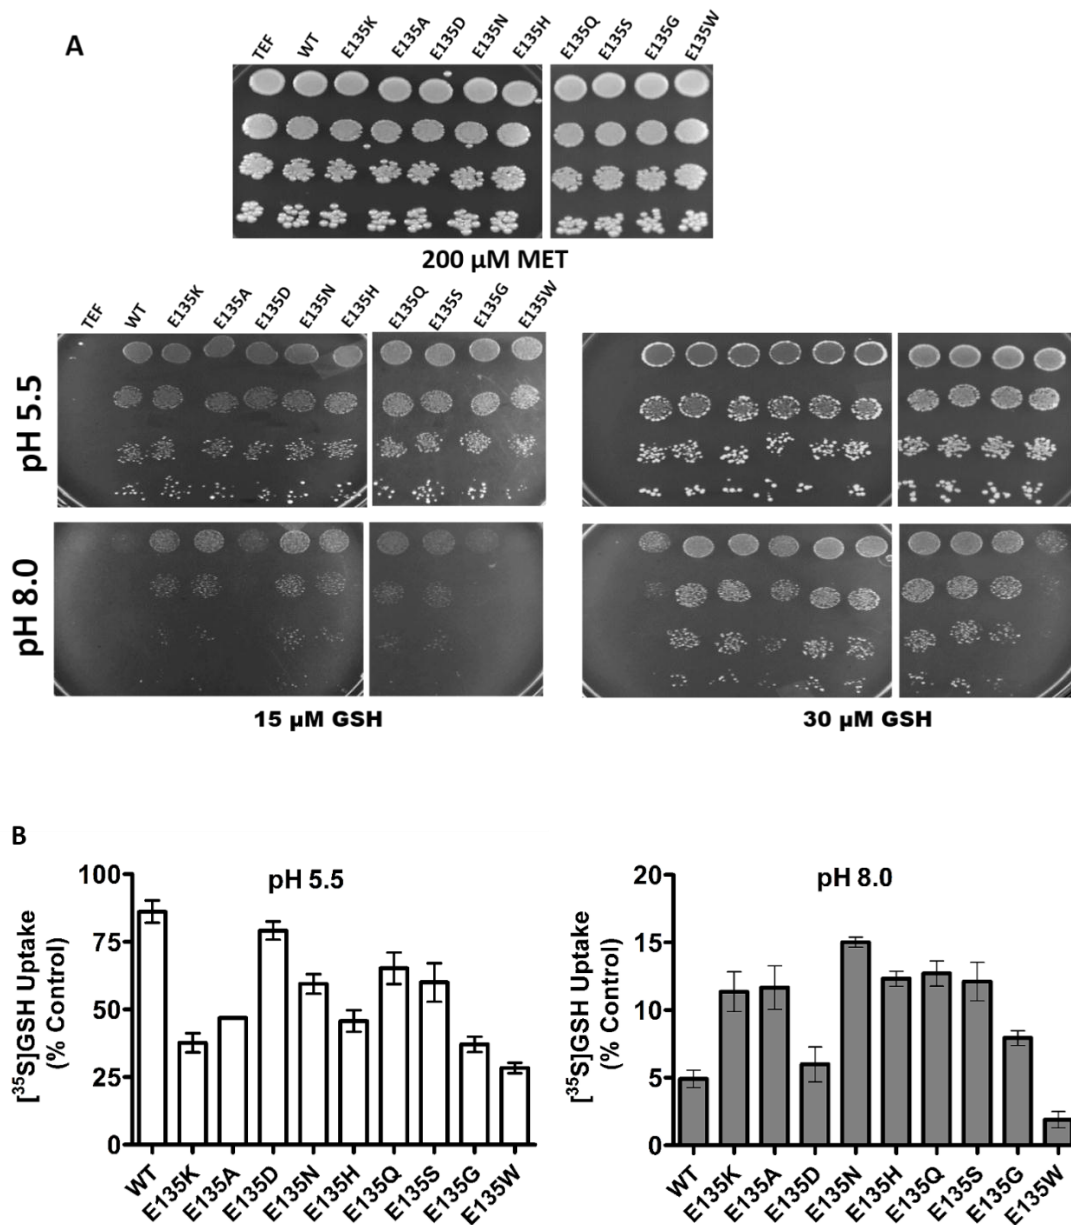 A
TEF WT E135K E135A E135D E135N E135H E135Q E135S E135G E135W
200 µM MET
TEF WT E135K E135A E135D E135N E135H E135Q E135S E135G E135W
pH 5.5
pH 8.0
15 µM GSH 30 µM GSH
B
pH 5.5
[³⁵S]GSH Uptake
(% Control)
100
75
50
25
0
WT E135K E135A E135D E135N E135H E135Q E135S E135G E135W
pH 8.0
[³⁵S]GSH Uptake
(% Control)
20
15
10
5
0
WT E135K E135A E135D E135N E135H E135Q E135S E135G E135W